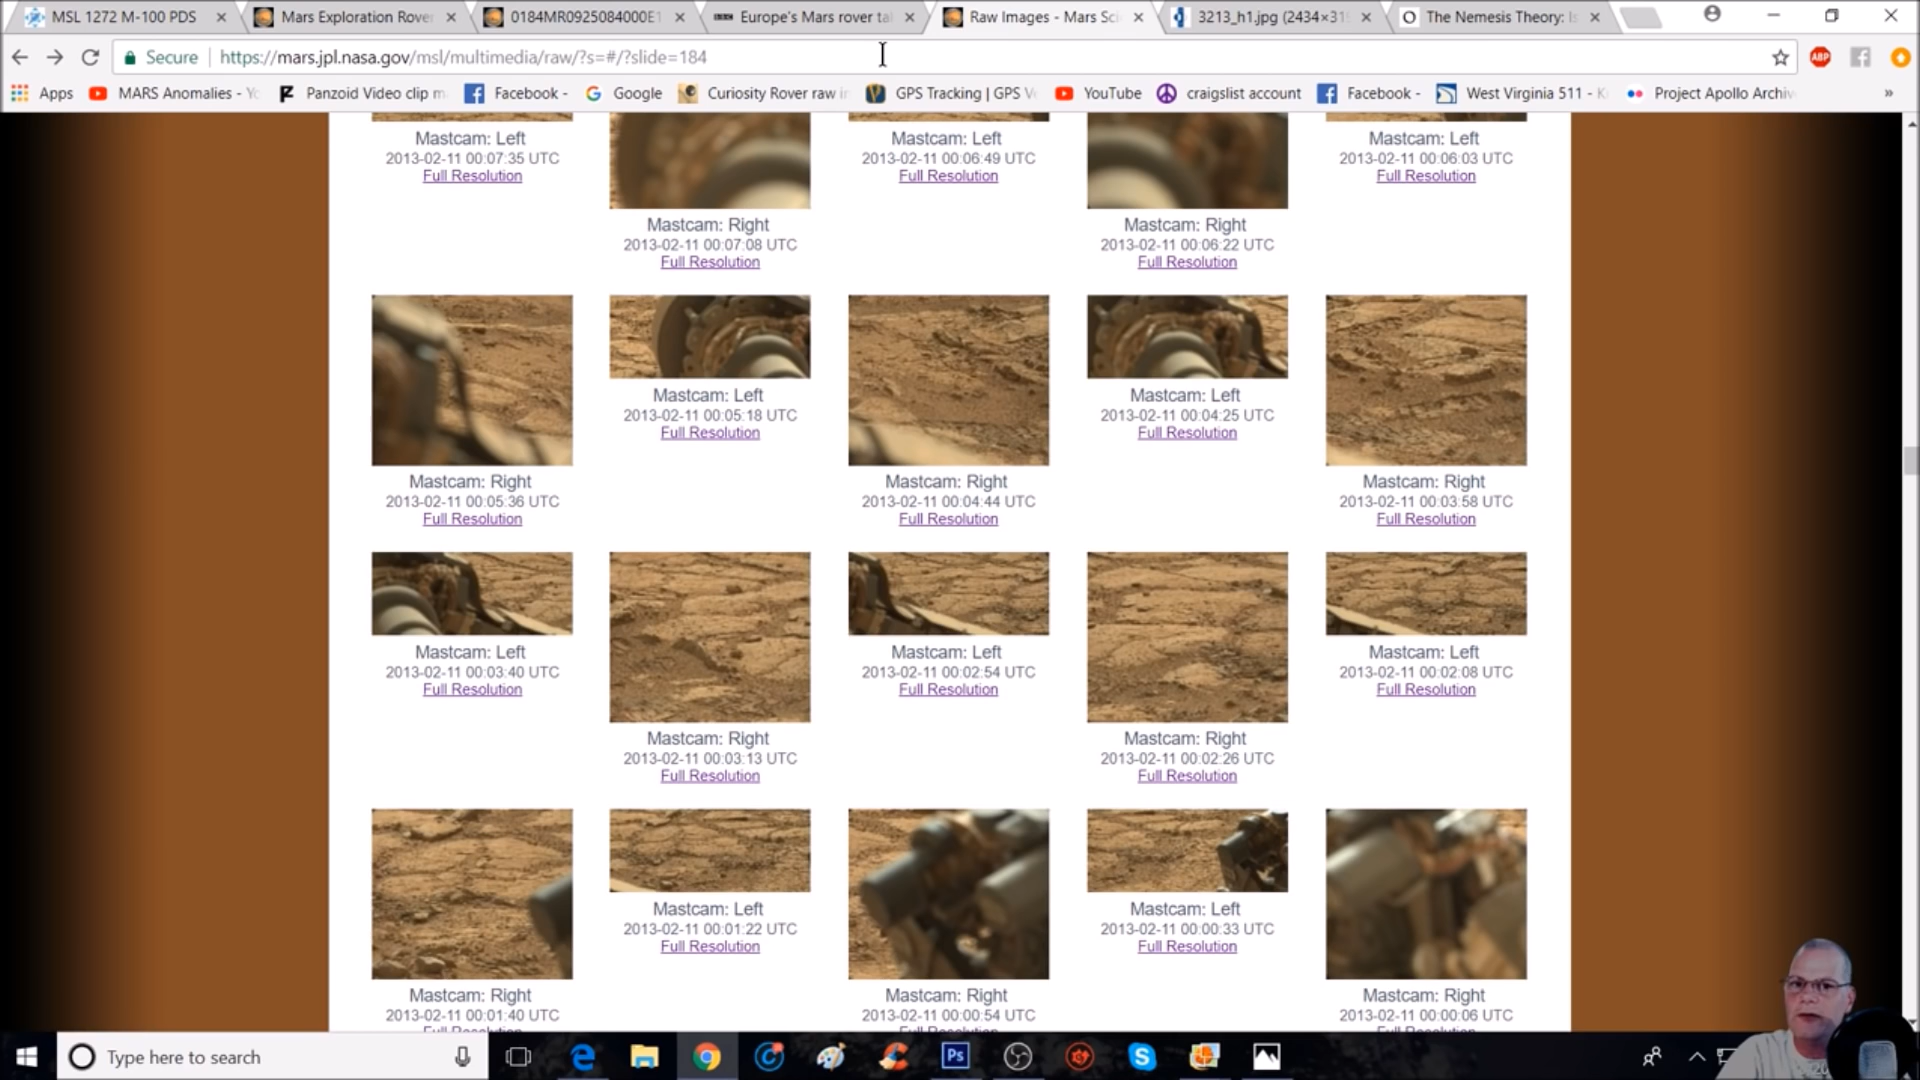 MSL 1272 M-100 PDS
Mars Exploration Rover
0184MR0925084000E1
Europe's Mars rover tal
Raw Images - Mars Sci
3213_h1.jpg (2434×315
The Nemesis Theory: Is
Secure https://mars.jpl.nasa.gov/msl/multimedia/raw/?s=#/?slide=184
ABP
Apps MARS Anomalies - Yo Panzoid Video clip m Facebook - Google Curiosity Rover raw i GPS Tracking | GPS V YouTube craigslist account Facebook - West Virginia 511 - K Project Apollo Archiv »
Mastcam: Left Mastcam: Left Mastcam: Left
2013-02-11 00:07:35 UTC 2013-02-11 00:06:49 UTC 2013-02-11 00:06:03 UTC
Full Resolution Full Resolution Full Resolution
Mastcam: Right Mastcam: Right
2013-02-11 00:07:08 UTC 2013-02-11 00:06:22 UTC
Full Resolution Full Resolution
Mastcam: Left Mastcam: Left
2013-02-11 00:05:18 UTC 2013-02-11 00:04:25 UTC
Full Resolution Full Resolution
Mastcam: Right Mastcam: Right Mastcam: Right
2013-02-11 00:05:36 UTC 2013-02-11 00:04:44 UTC 2013-02-11 00:03:58 UTC
Full Resolution Full Resolution Full Resolution
Mastcam: Left Mastcam: Left Mastcam: Left
2013-02-11 00:03:40 UTC 2013-02-11 00:02:54 UTC 2013-02-11 00:02:08 UTC
Full Resolution Full Resolution Full Resolution
Mastcam: Right Mastcam: Right
2013-02-11 00:03:13 UTC 2013-02-11 00:02:26 UTC
Full Resolution Full Resolution
Mastcam: Left Mastcam: Left
2013-02-11 00:01:22 UTC 2013-02-11 00:00:33 UTC
Full Resolution Full Resolution
Mastcam: Right Mastcam: Right Mastcam: Right
2013-02-11 00:01:40 UTC 2013-02-11 00:00:54 UTC 2013-02-11 00:00:06 UTC
Full Resolution Full Resolution Full Resolution
Type here to search
Ps